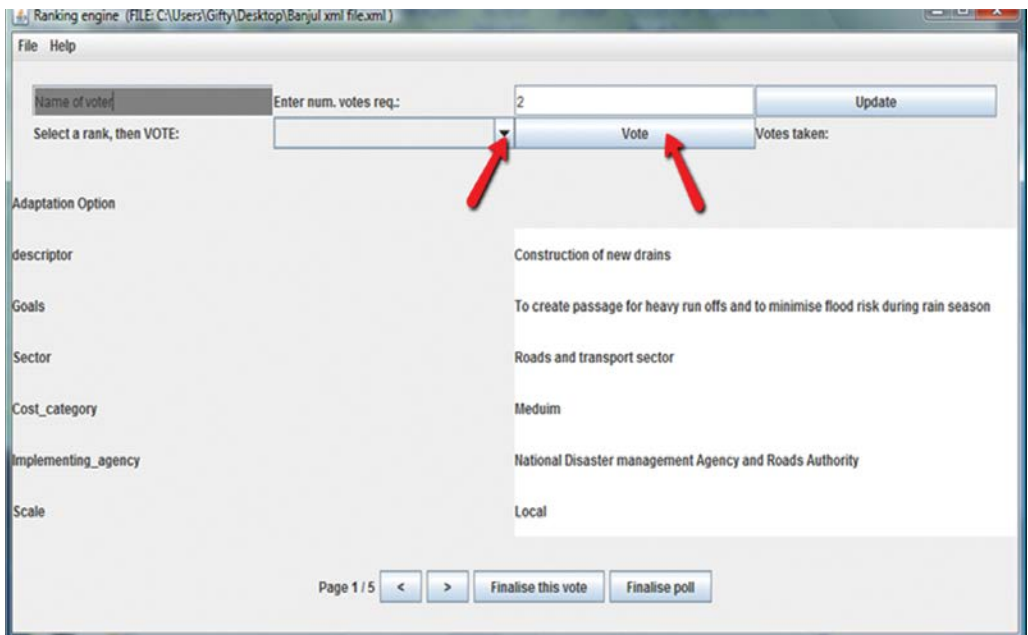 Ranking engine (FILE: C:\Users\Gifty\Desktop\Banjul xml file.xml )
File Help
Name of voter Enter num. votes req.: 2 Update
Select a rank, then VOTE: Vote Votes taken:
Adaptation Option
descriptor Construction of new drains
Goals To create passage for heavy run offs and to minimise flood risk during rain season
Sector Roads and transport sector
Cost_category Meduim
Implementing_agency National Disaster management Agency and Roads Authority
Scale Local
Page 1 / 5 < > Finalise this vote Finalise poll